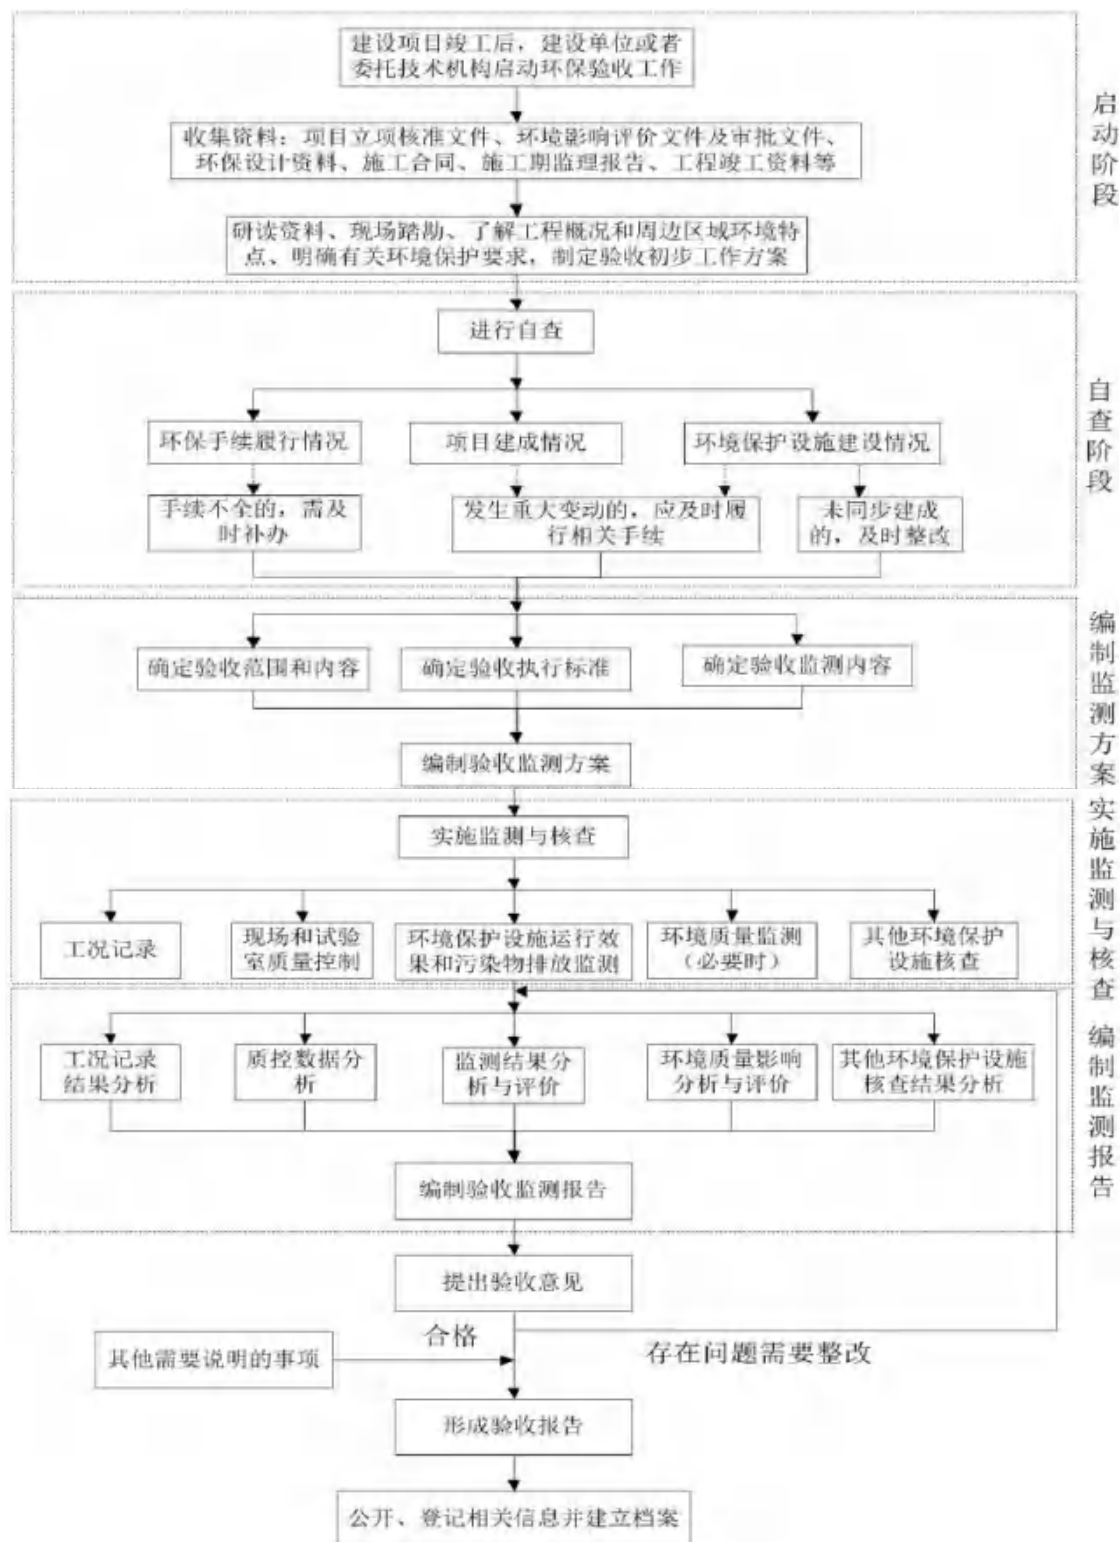 建设项目竣工后，建设单位或者
委托技术机构启动环保验收工作
收集资料：项目立项核准文件、环境影响评价文件及审批文件、
环保设计资料、施工合同、施工期监理报告、工程竣工资料等
研读资料、现场踏勘、了解工程概况和周边区域环境特
点、明确有关环境保护要求，制定验收初步工作方案
启动阶段
进行自查
环保手续履行情况
项目建成情况
环境保护设施建设情况
手续不全的，需及
时补办
发生重大变动的，应及时履
行相关手续
未同步建成
的，及时整改
自查阶段
确定验收范围和内容
确定验收执行标准
确定验收监测内容
编制验收监测方案
编制监测方案
实施监测与核查
工况记录
现场和试验
室质量控制
环境保护设施运行效
果和污染物排放监测
环境质量监测
（必要时）
其他环境保护
设施核查
实施监测与核查
工况记录
结果分析
质控数据分
析
监测结果分
析与评价
环境质量影响
分析与评价
其他环境保护设施
核查结果分析
编制验收监测报告
编制监测报告
提出验收意见
合格
存在问题需要整改
其他需要说明的事项
形成验收报告
公开、登记相关信息并建立档案